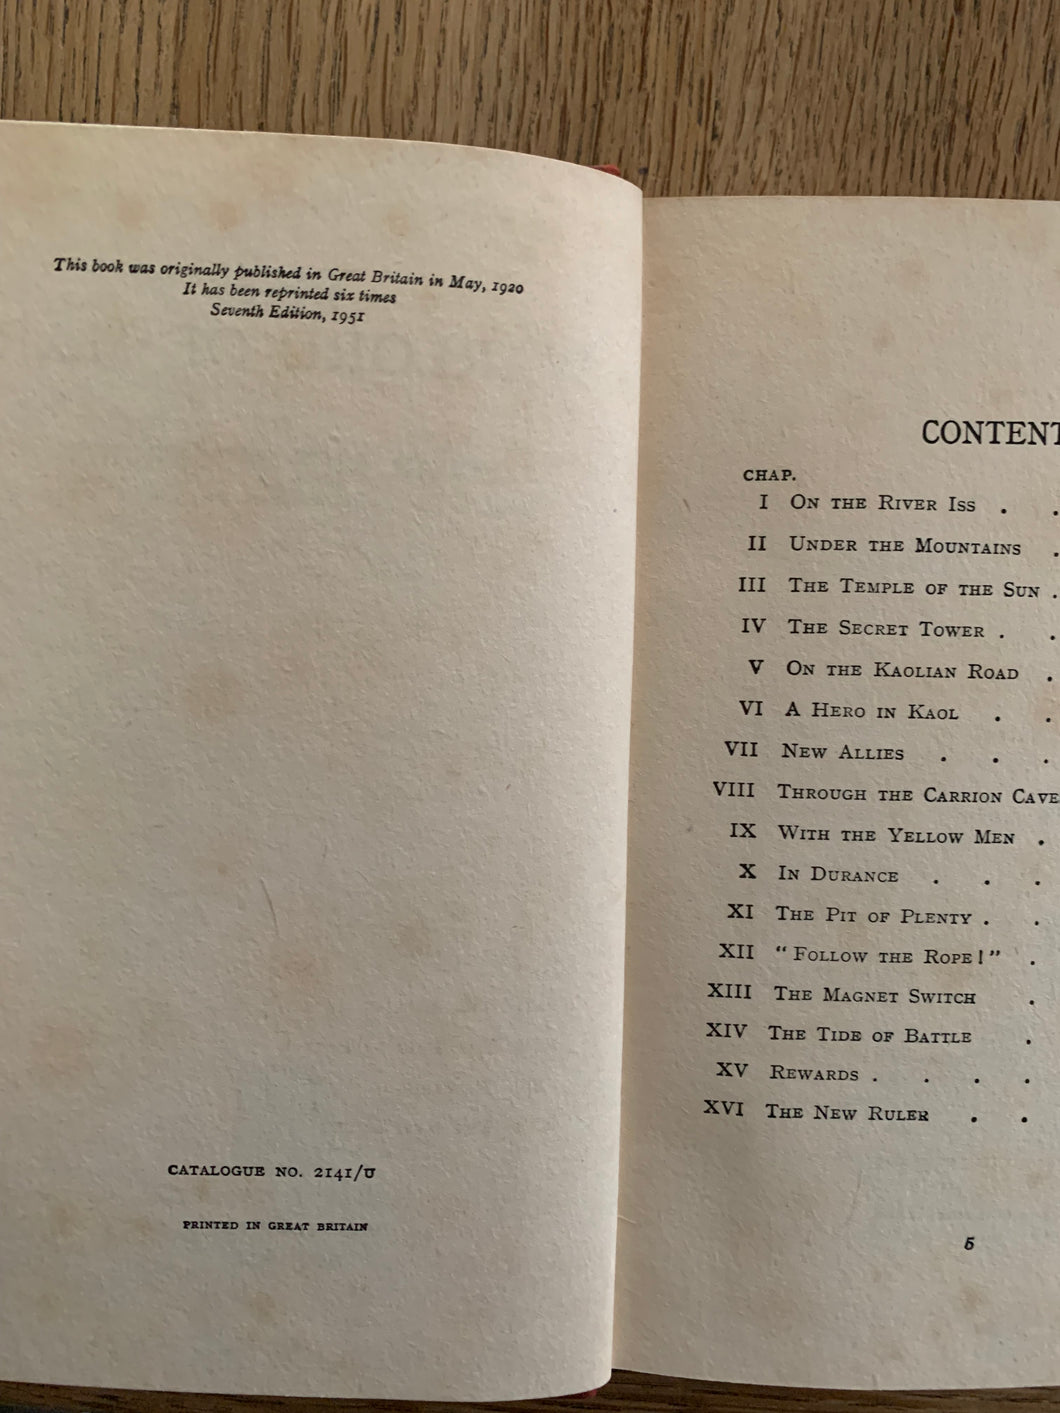 This book was originally published in Great Britain in May, 1920
It has been reprinted six times
Seventh Edition, 1951
CATALOGUE NO. 2141/U
PRINTED IN GREAT BRITAIN
CONTENT
CHAP.
I ON THE RIVER ISS . .
II UNDER THE MOUNTAINS .
III THE TEMPLE OF THE SUN .
IV THE SECRET TOWER . .
V ON THE KAOLIAN ROAD .
VI A HERO IN KAOL . .
VII NEW ALLIES . . .
VIII THROUGH THE CARRION CAVE
IX WITH THE YELLOW MEN .
X IN DURANCE . . .
XI THE PIT OF PLENTY . .
XII "FOLLOW THE ROPE!" .
XIII THE MAGNET SWITCH .
XIV THE TIDE OF BATTLE .
XV REWARDS . . . .
XVI THE NEW RULER . .
5